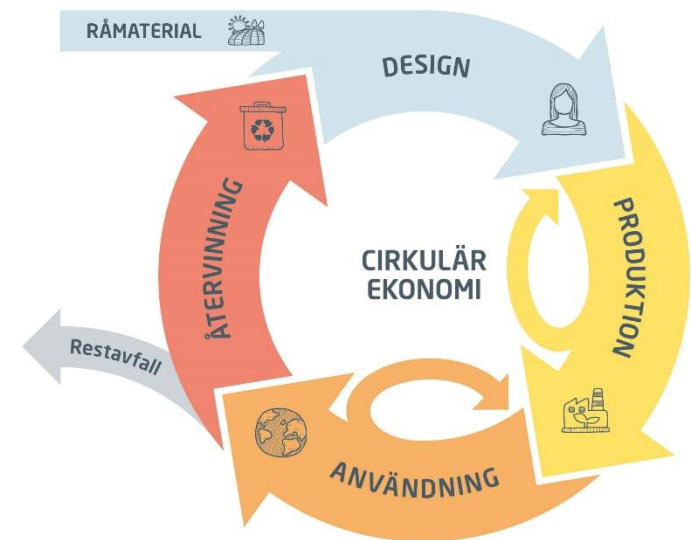 RÅMATERIAL
DESIGN
PRODUKTION
CIRKULÄR
EKONOMI
ANVÄNDNING
ÅTERVINNING
Restavfall